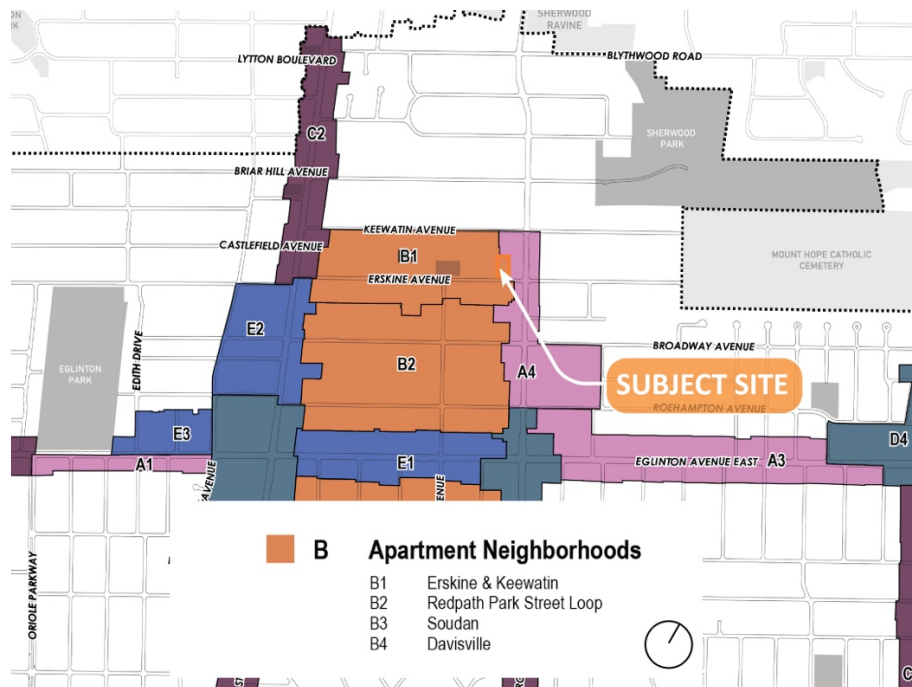 SHERWOOD
RAVINE
LYTTON BOULEVARD
BLYTHWOOD ROAD
C2
SHERWOOD
PARK
BRIAR HILL AVENUE
KEEWATIN AVENUE
CASTLEFIELD AVENUE
B1
MOUNT HOPE CATHOLIC
CEMETERY
ERSKINE AVENUE
E2
EDITH DRIVE
EGLINTON
PARK
B2
A4
BROADWAY AVENUE
SUBJECT SITE
ROEHAMPTON AVENUE
E3
E1
D4
A1
EGLINTON AVENUE EAST
A3
AVENUE
AVENUE
B Apartment Neighborhoods
B1 Erskine & Keewatin
B2 Redpath Park Street Loop
B3 Soudan
B4 Davisville
ORIOLE PARKWAY